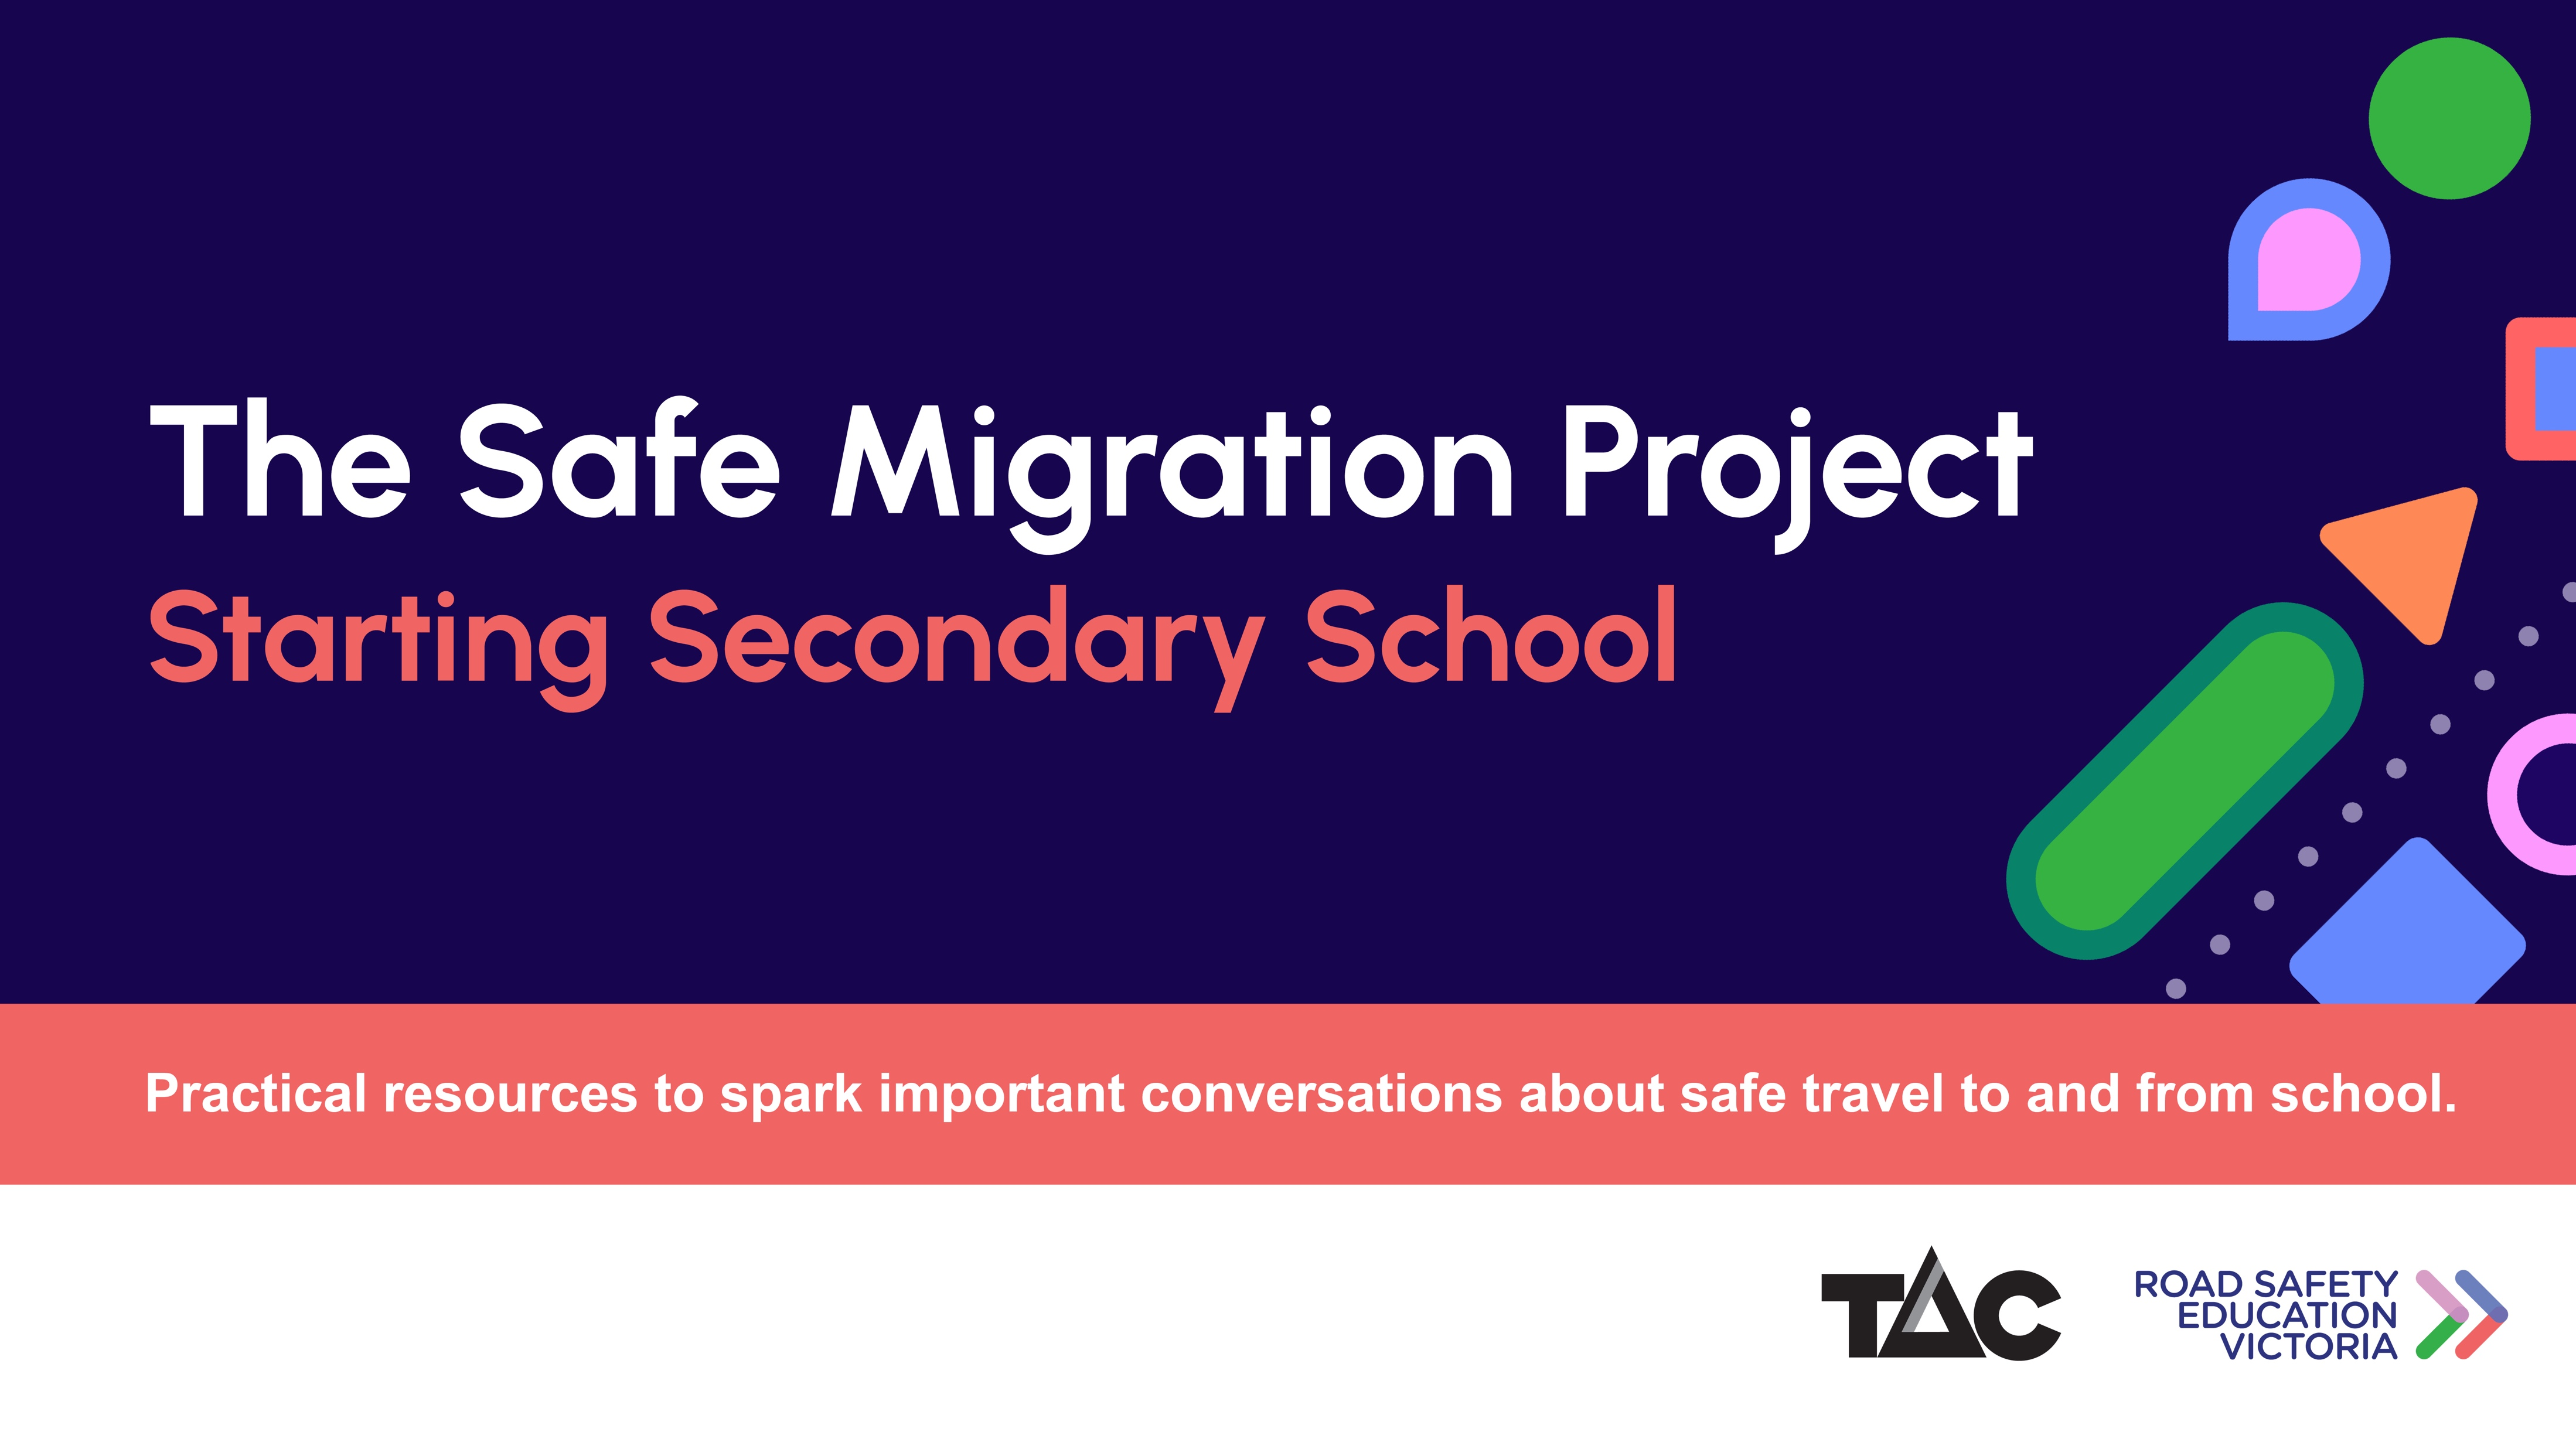 The Safe Migration Project
Starting Secondary School
Practical resources to spark important conversations about safe travel to and from school.
TAC
ROAD SAFETY
EDUCATION
VICTORIA